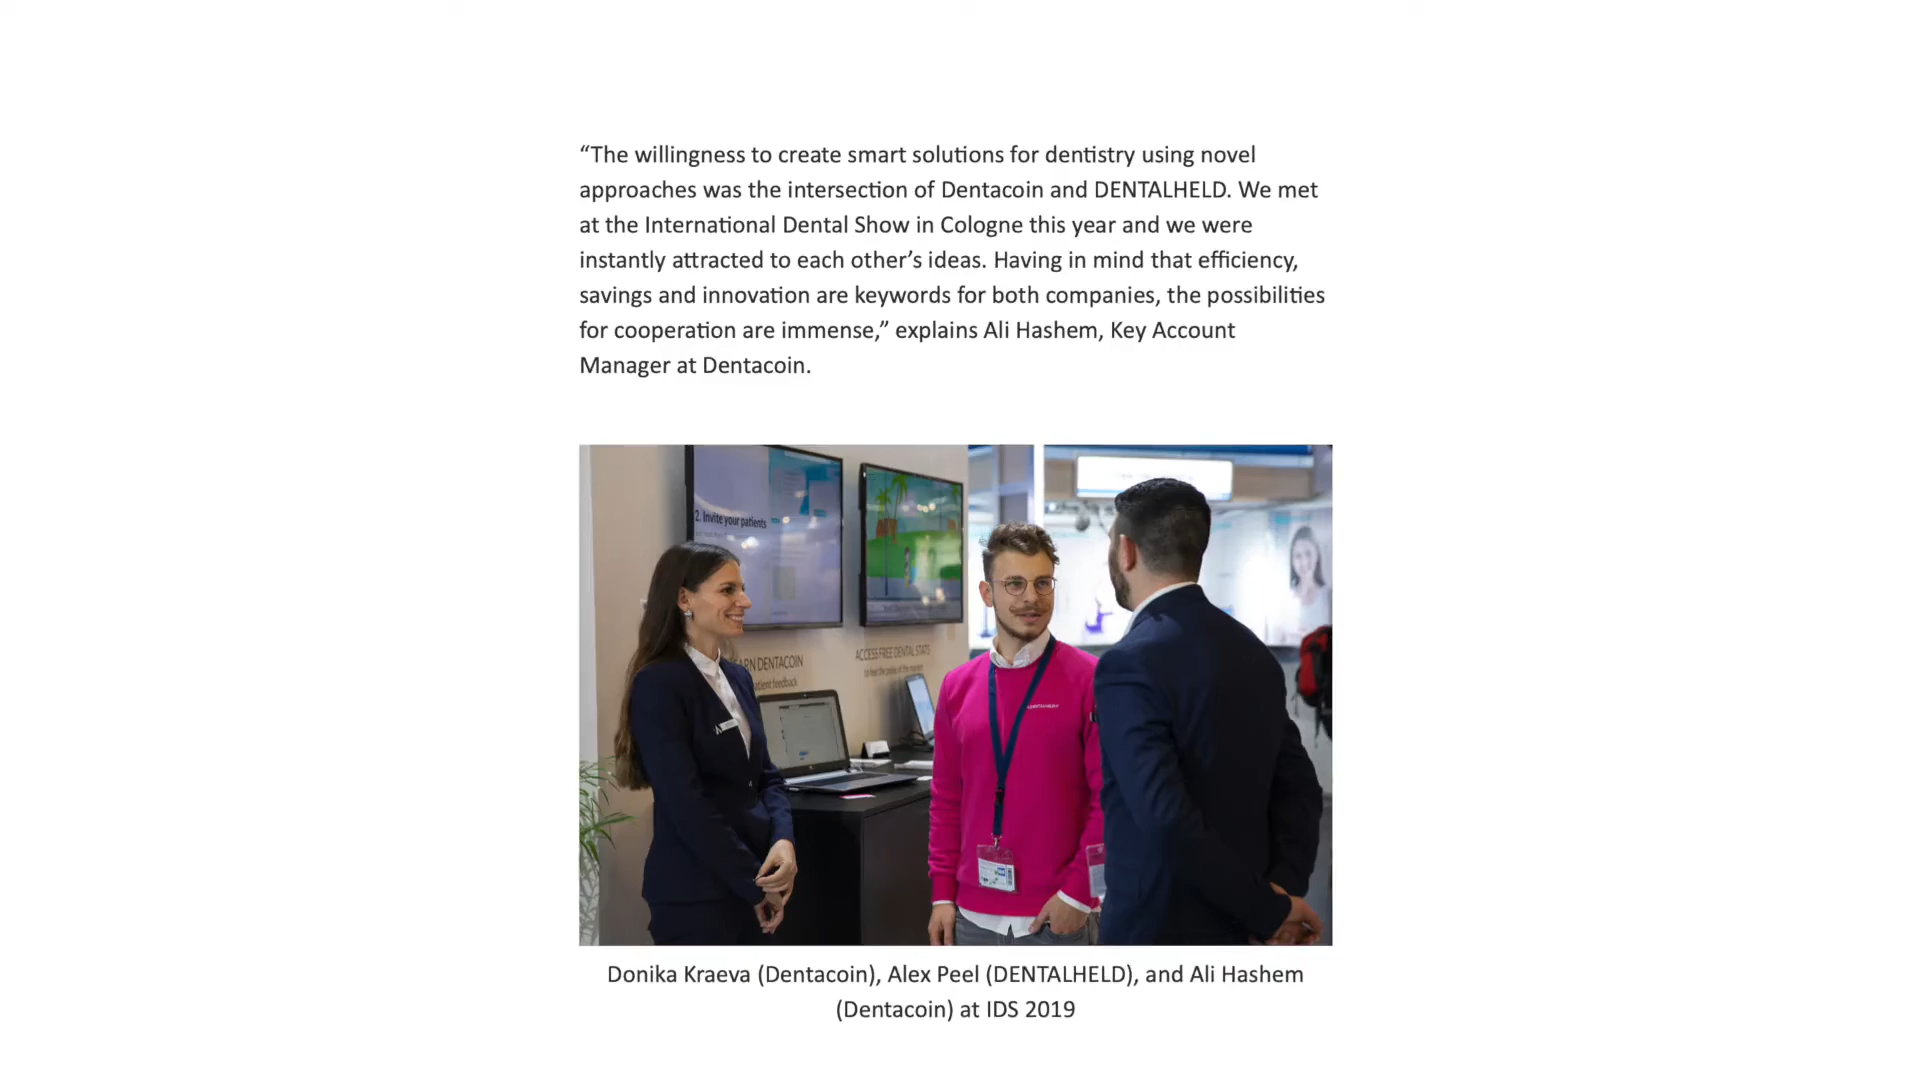 “The willingness to create smart solutions for dentistry using novel
approaches was the intersection of Dentacoin and DENTALHELD. We met
at the International Dental Show in Cologne this year and we were
instantly attracted to each other’s ideas. Having in mind that efficiency,
savings and innovation are keywords for both companies, the possibilities
for cooperation are immense,” explains Ali Hashem, Key Account
Manager at Dentacoin.
2. Invite your patients
ARN DENTACOIN
atient feedback
ACCESS FREE DENTAL STATS
Donika Kraeva (Dentacoin), Alex Peel (DENTALHELD), and Ali Hashem
(Dentacoin) at IDS 2019